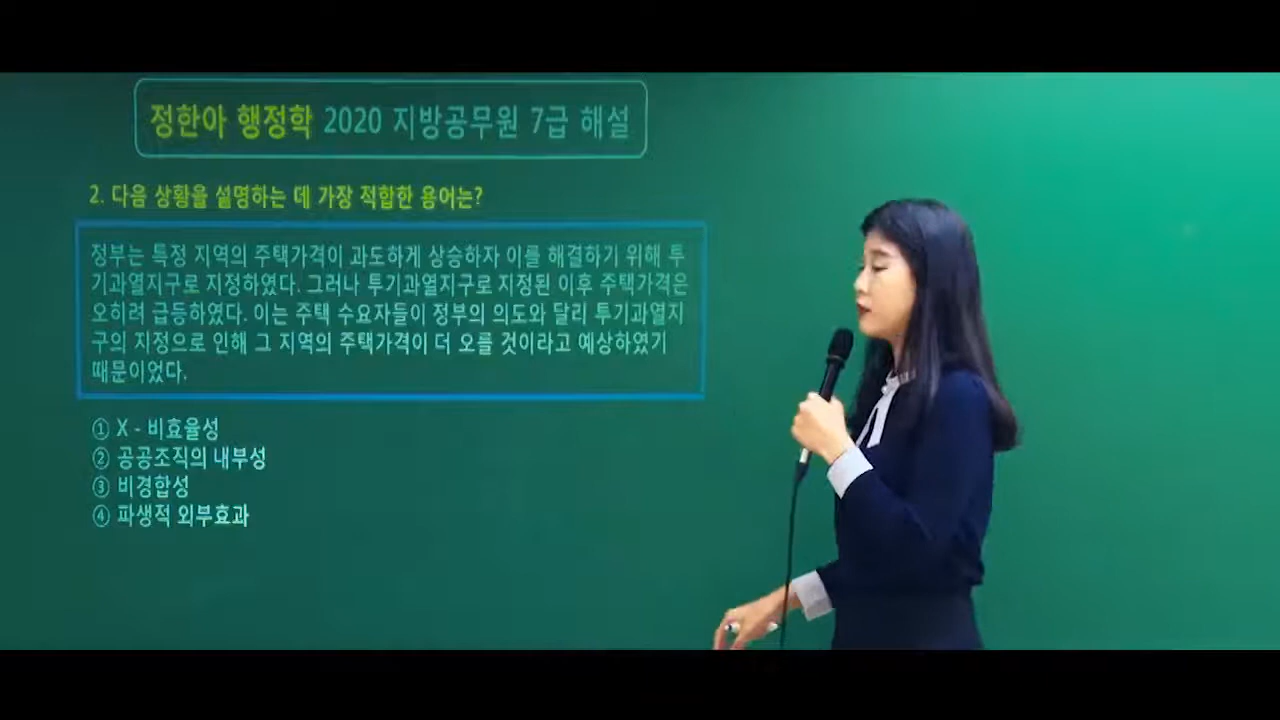 정한아 행정학 2020 지방공무원 7급 해설
2. 다음 상황을 설명하는 데 가장 적합한 용어는?
정부는 특정 지역의 주택가격이 과도하게 상승하자 이를 해결하기 위해 투
기과열지구로 지정하였다. 그러나 투기과열지구로 지정된 이후 주택가격은
오히려 급등하였다. 이는 주택 수요자들이 정부의 의도와 달리 투기과열지
구의 지정으로 인해 그 지역의 주택가격이 더 오를 것이라고 예상하였기
때문이었다.
① X - 비효율성
② 공공조직의 내부성
③ 비경합성
④ 파생적 외부효과